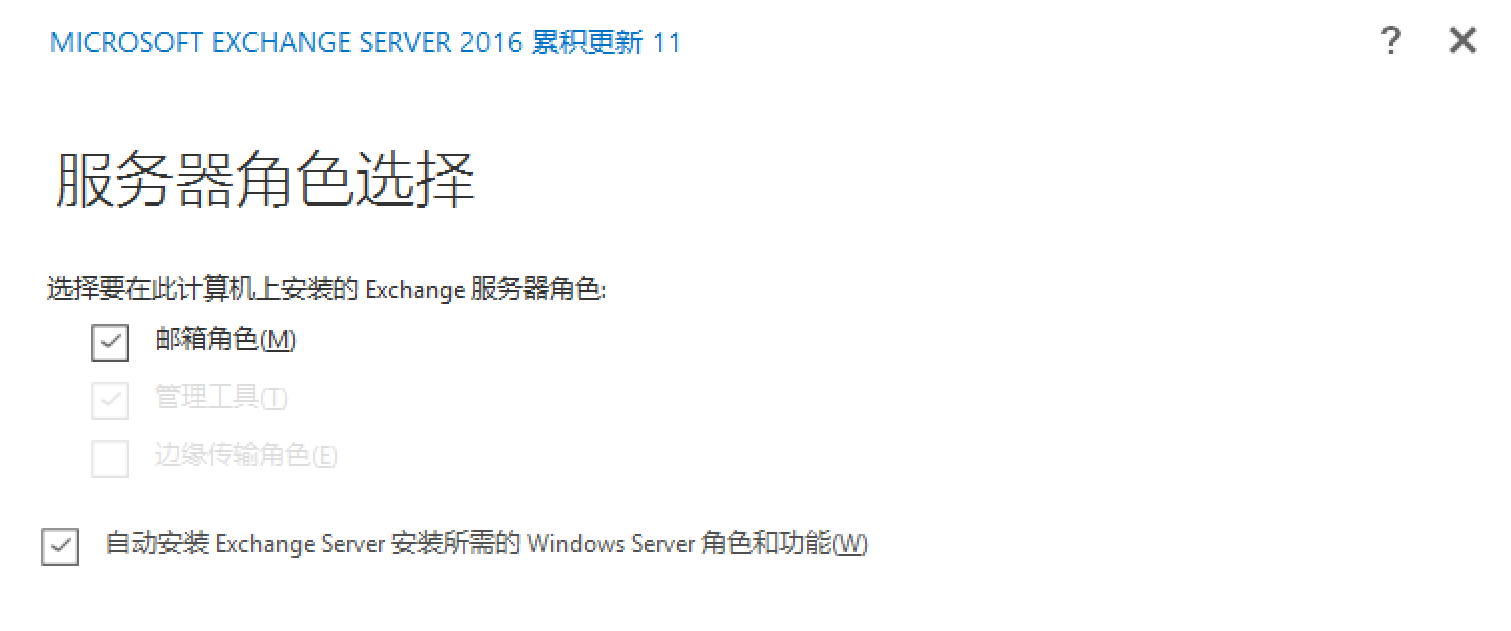 MICROSOFT EXCHANGE SERVER 2016 累积更新 11
? ×
服务器角色选择
选择要在此计算机上安装的 Exchange 服务器角色:
邮箱角色(M)
管理工具(T)
边缘传输角色(E)
自动安装 Exchange Server 安装所需的 Windows Server 角色和功能(W)